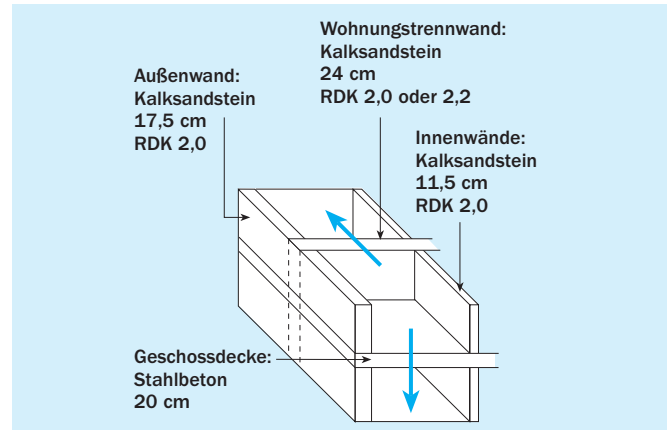 Wohnungstrennwand:
Kalksandstein
24 cm
RDK 2,0 oder 2,2
Außenwand:
Kalksandstein
17,5 cm
RDK 2,0
Innenwände:
Kalksandstein
11,5 cm
RDK 2,0
Geschossdecke:
Stahlbeton
20 cm